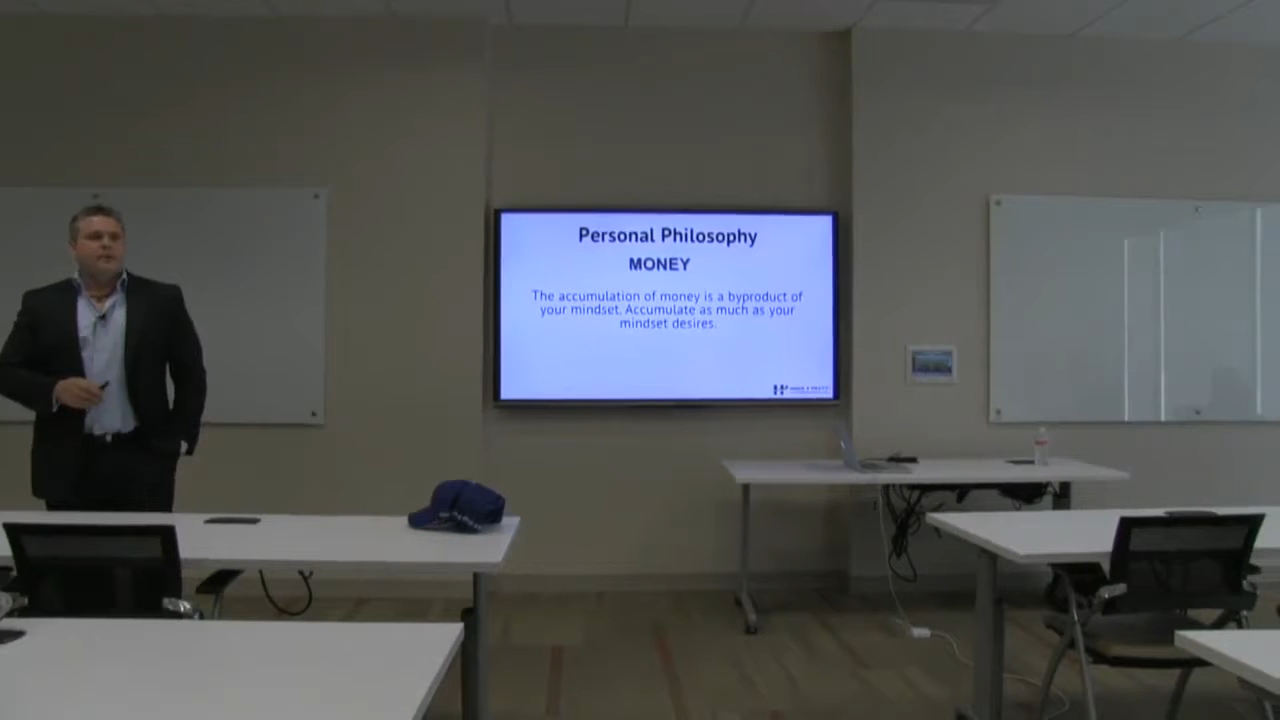 Personal Philosophy
MONEY
The accumulation of money is a byproduct of
your mindset. Accumulate as much as your
mindset desires.